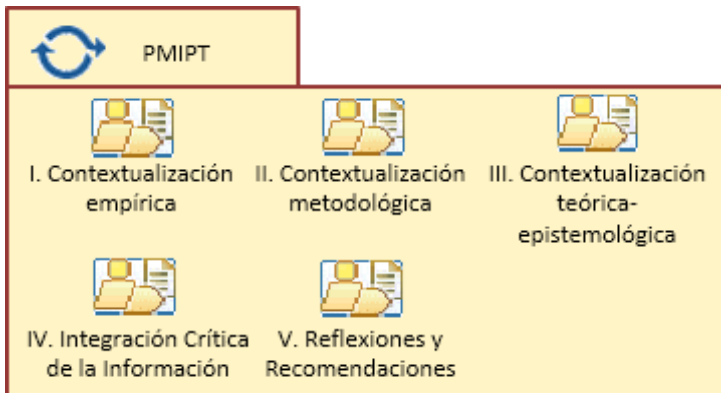 PMIPT
I. Contextualización
empírica
II. Contextualización
metodológica
III. Contextualización
teórica-
epistemológica
IV. Integración Crítica
de la Información
V. Reflexiones y
Recomendaciones